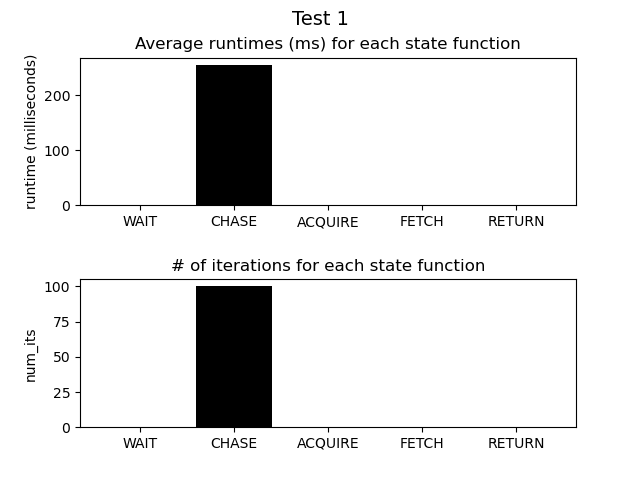 Test 1
Average runtimes (ms) for each state function
runtime (milliseconds)
200
100
0
WAIT CHASE ACQUIRE FETCH RETURN
# of iterations for each state function
num_its
100
75
50
25
0
WAIT CHASE ACQUIRE FETCH RETURN